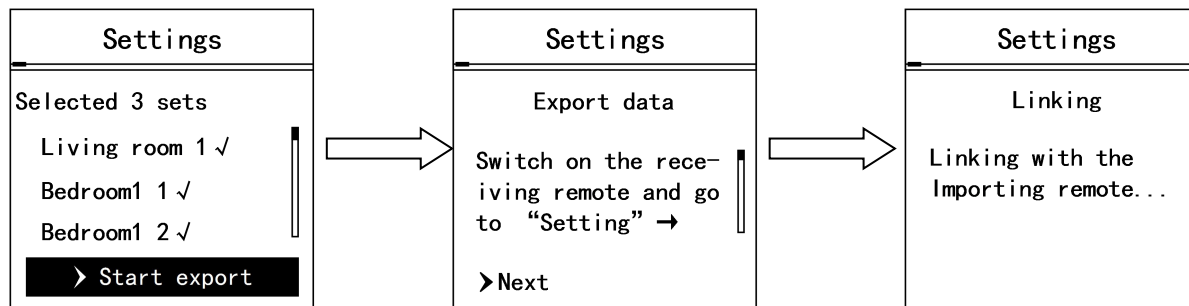 Settings
Selected 3 sets
Living room 1 √
Bedroom1 1 √
Bedroom1 2 √
Start export
Settings
Export data
Switch on the rece-
iving remote and go
to “Setting” →
Next
Settings
Linking
Linking with the
Importing remote...